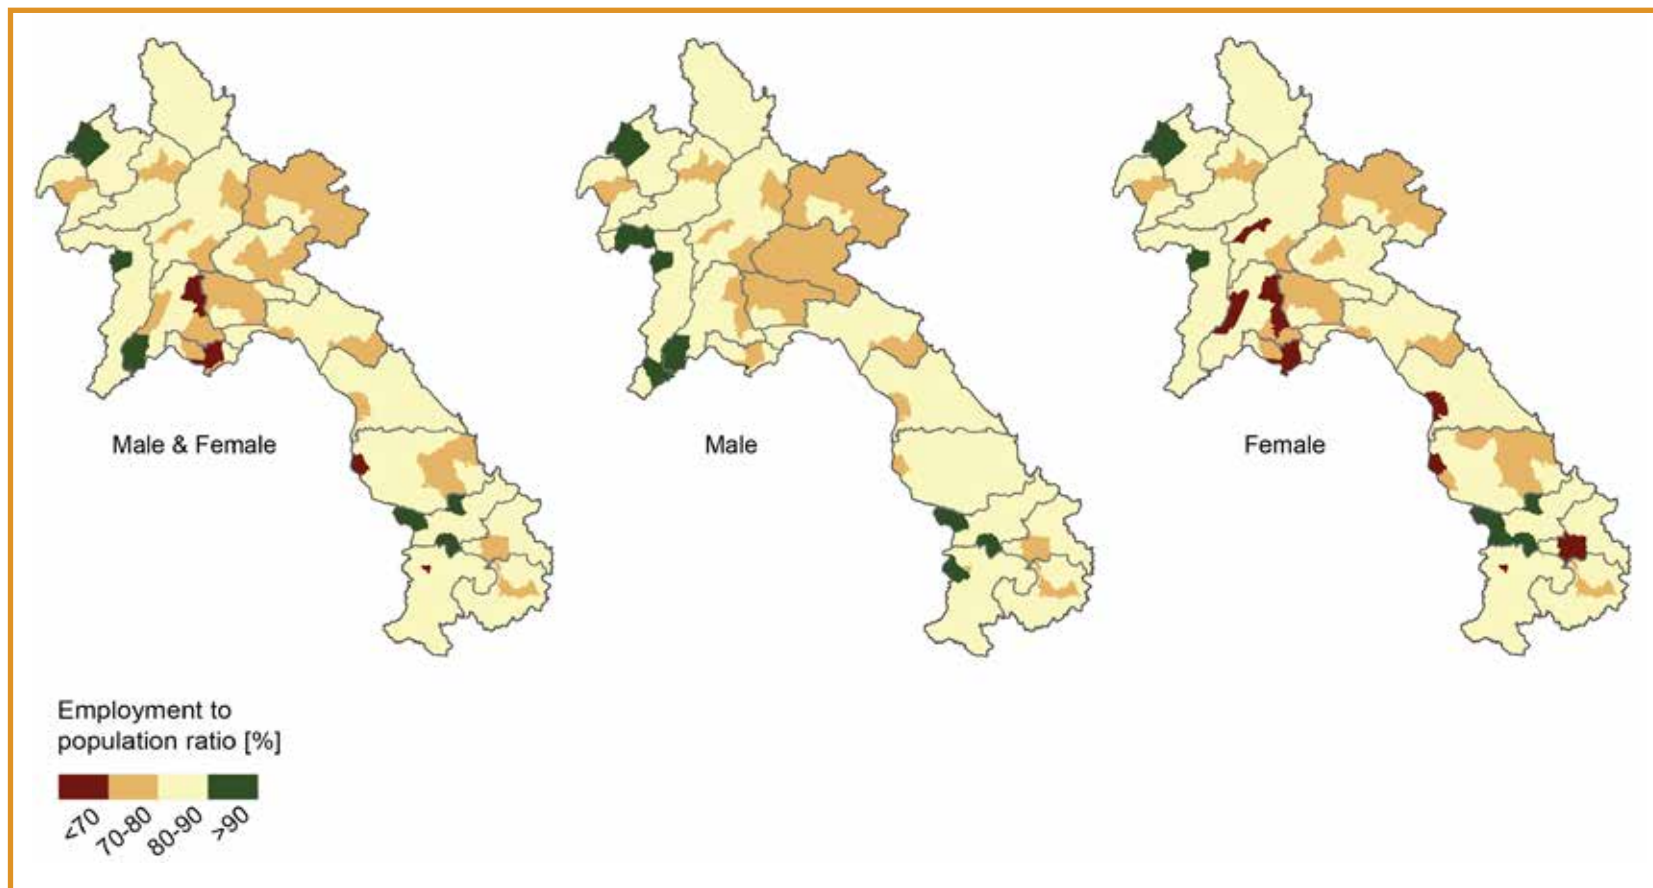 Male & Female
Male
Female
Employment to
population ratio [%]
<70
70-80
80-90
>90